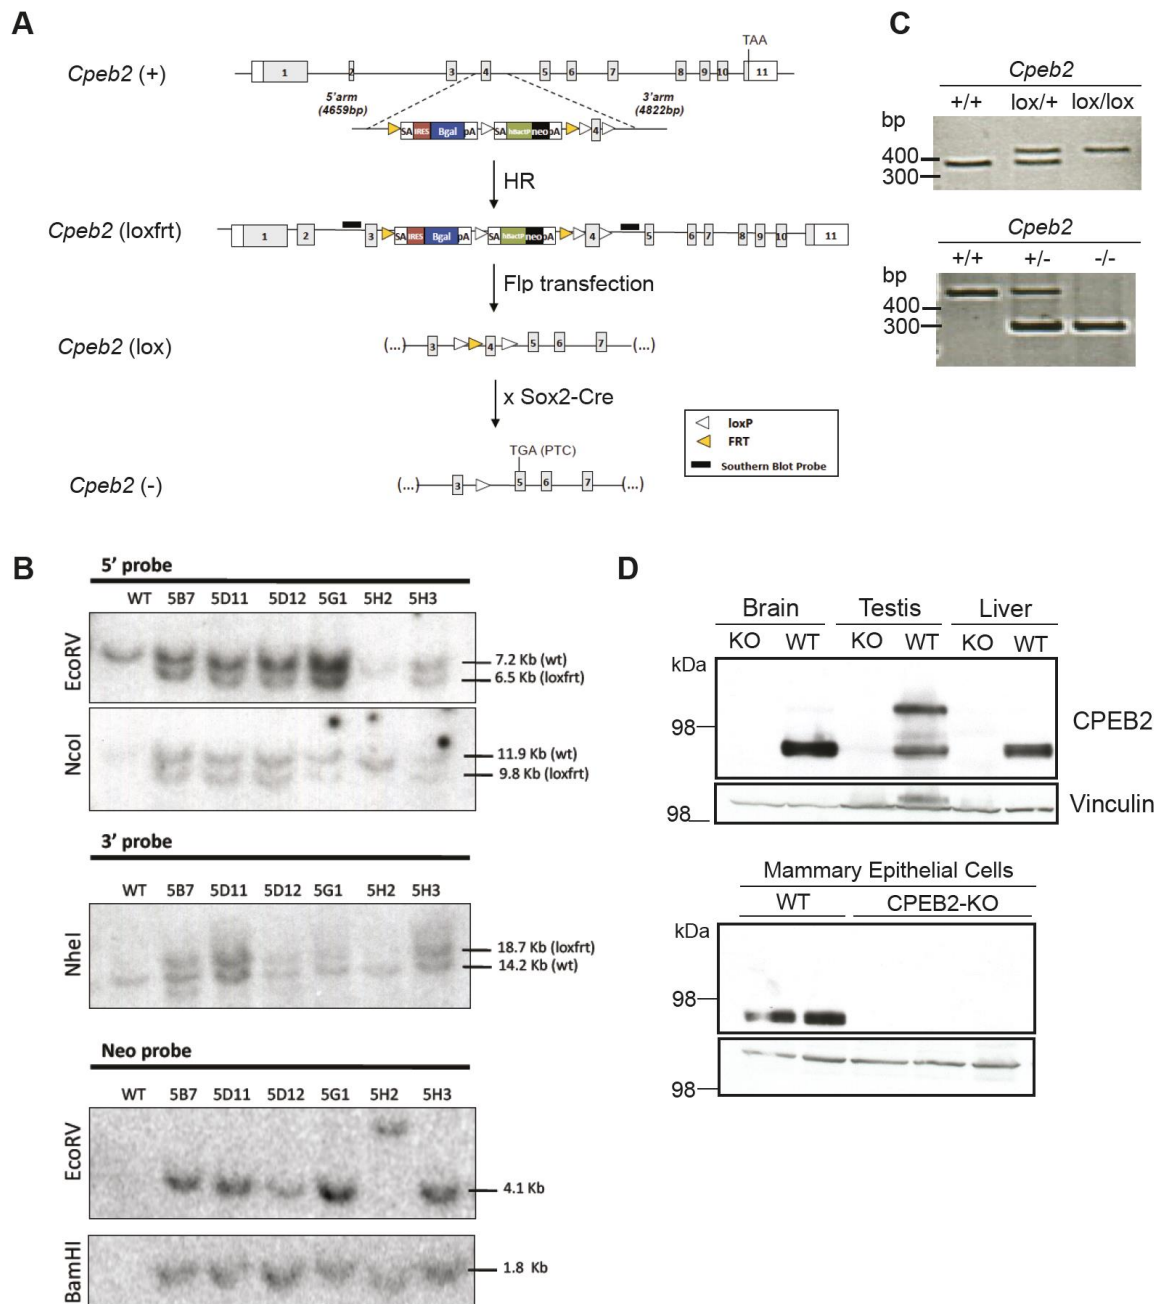 A
Cpeb2 (+)
TAA
1 2 3 4 5 6 7 8 9 10 11
5'arm
(4659bp)
3'arm
(4822bp)
SA IRES Bgal pA SA hBactP neo pA 4
HR
Cpeb2 (loxfrt)
1 2 3 SA IRES Bgal pA SA hBactP neo pA 4 5 6 7 8 9 10 11
Flp transfection
Cpeb2 (lox)
(...) 3 4 5 6 7 (...)
x Sox2-Cre
loxP
FRT
Southern Blot Probe
TGA (PTC)
Cpeb2 (-)
(...) 3 5 6 7 (...)
C
Cpeb2
+/+ lox/+ lox/lox
bp
400
300
Cpeb2
+/+ +/- -/-
bp
400
300
B
5' probe
WT 5B7 5D11 5D12 5G1 5H2 5H3
EcoRV
7.2 Kb (wt)
6.5 Kb (loxfrt)
NcoI
11.9 Kb (wt)
9.8 Kb (loxfrt)
3' probe
WT 5B7 5D11 5D12 5G1 5H2 5H3
NheI
18.7 Kb (loxfrt)
14.2 Kb (wt)
Neo probe
WT 5B7 5D11 5D12 5G1 5H2 5H3
EcoRV
4.1 Kb
BamHI
1.8 Kb
D
Brain Testis Liver
KO WT KO WT KO WT
kDa
98
CPEB2
98
Vinculin
Mammary Epithelial Cells
WT CPEB2-KO
kDa
98
98